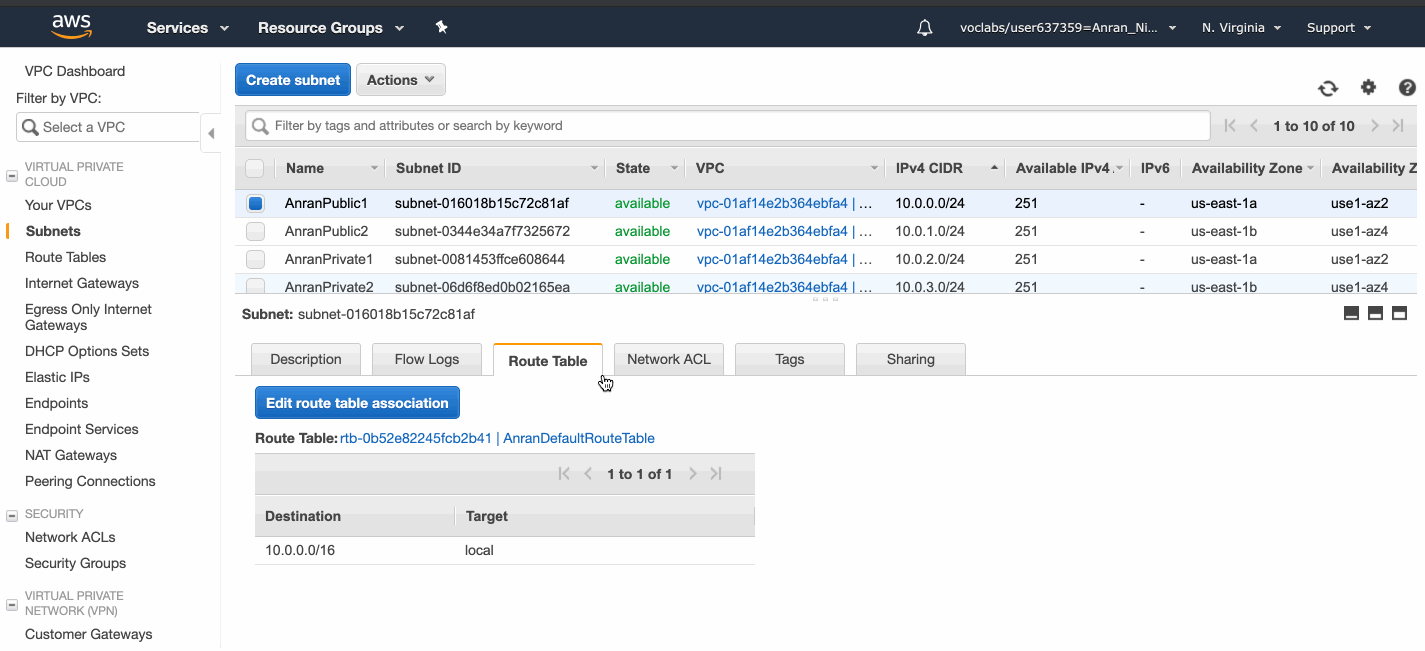 aws Services Resource Groups voclabs/user637359=Anran_Ni... N. Virginia Support
VPC Dashboard
Filter by VPC:
Select a VPC
VIRTUAL PRIVATE
CLOUD
Your VPCs
Subnets
Route Tables
Internet Gateways
Egress Only Internet
Gateways
DHCP Options Sets
Elastic IPs
Endpoints
Endpoint Services
NAT Gateways
Peering Connections
SECURITY
Network ACLs
Security Groups
VIRTUAL PRIVATE
NETWORK (VPN)
Customer Gateways
Create subnet Actions
Filter by tags and attributes or search by keyword 1 to 10 of 10
Name Subnet ID State VPC IPv4 CIDR Available IPv4. IPv6 Availability Zone Availability Z
AnranPublic1 subnet-016018b15c72c81af available vpc-01af14e2b364ebfa4 | ... 10.0.0.0/24 251 - us-east-1a use1-az2
AnranPublic2 subnet-0344e34a7f7325672 available vpc-01af14e2b364ebfa4 | ... 10.0.1.0/24 251 - us-east-1b use1-az4
AnranPrivate1 subnet-0081453ffce608644 available vpc-01af14e2b364ebfa4 | ... 10.0.2.0/24 251 - us-east-1a use1-az2
AnranPrivate2 subnet-06d6f8ed0b02165ea available vpc-01af14e2b364ebfa4 | ... 10.0.3.0/24 251 - us-east-1b use1-az4
Subnet: subnet-016018b15c72c81af
Description Flow Logs Route Table Network ACL Tags Sharing
Edit route table association
Route Table: rtb-0b52e82245fcb2b41 | AnranDefaultRouteTable
1 to 1 of 1
Destination Target
10.0.0.0/16 local